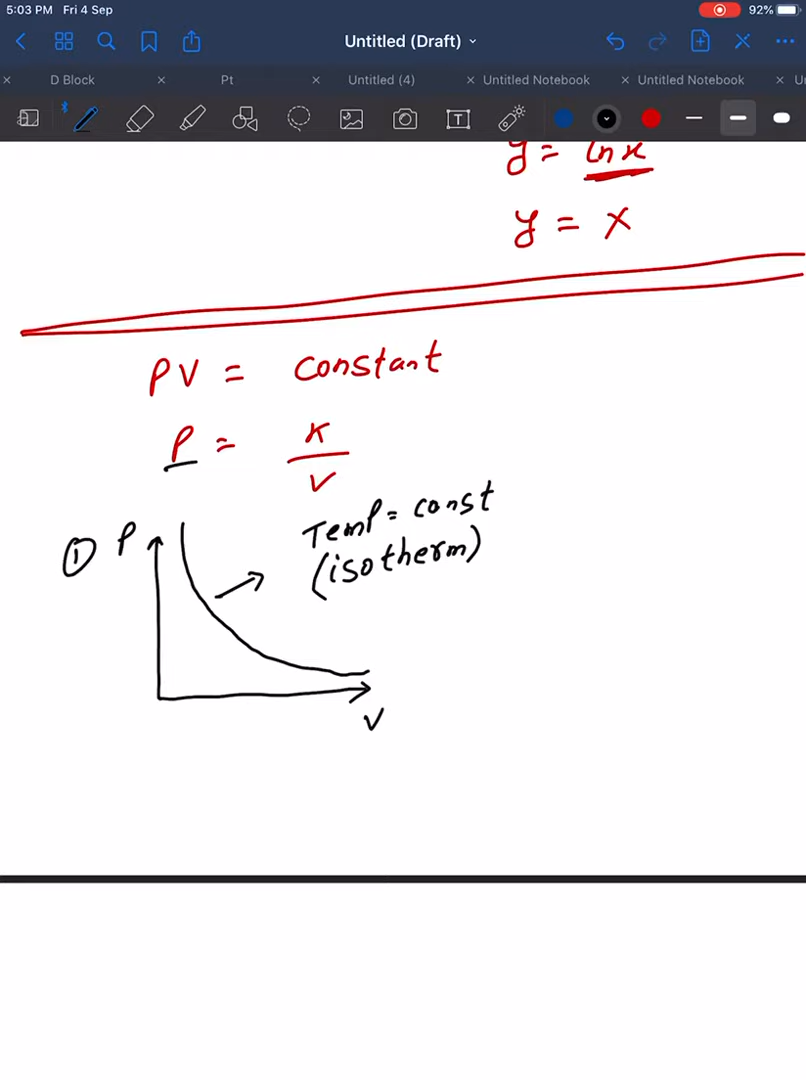 5:03 PM Fri 4 Sep 92%
Untitled (Draft)
D Block Pt Untitled (4) Untitled Notebook Untitled Notebook
T
y = ln x
y = x
PV = constant
P = K
V
Temp = const
(isotherm)
① P
V